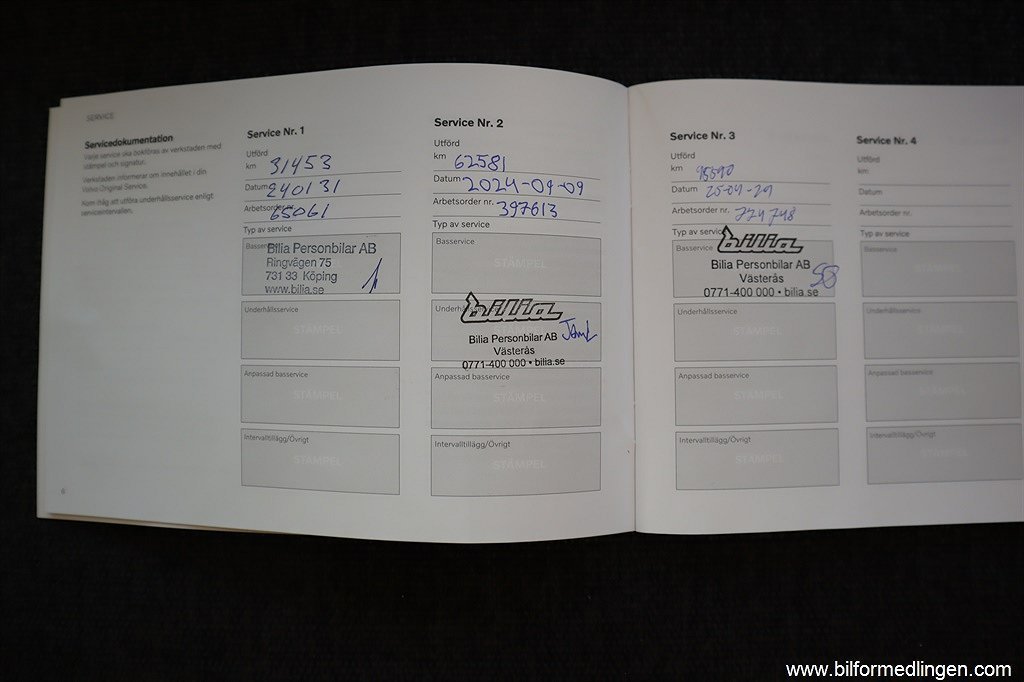 SERVICE
Servicedokumentation
Varje service ska bokföras av verkstaden med
stämpel och signatur.
Verkstaden informerar om innehållet i din
Volvo Original Service.
Kom ihåg att utföra underhållsservice enligt
serviceintervallen.
6
Service Nr. 1
Utförd
km 31453
Datum 240131
Arbetsorder nr. 65061
Typ av service
Basservice
Bilia Personbilar AB
Ringvägen 75
731 33 Köping
www.bilia.se
Underhållsservice
STÄMPEL
Anpassad basservice
STÄMPEL
Intervalltillägg/Övrigt
STÄMPEL
Service Nr. 2
Utförd
km 62581
Datum 2024-09-09
Arbetsorder nr. 397613
Typ av service
Basservice
STÄMPEL
Underhållsservice
bilia
Bilia Personbilar AB
Västerås
0771-400 000 • bilia.se
Anpassad basservice
STÄMPEL
Intervalltillägg/Övrigt
STÄMPEL
Service Nr. 3
Utförd
km
Datum 25-04-29
Arbetsorder nr. 774748
Typ av service
Basservice
bilia
Bilia Personbilar AB
Västerås
0771-400 000 • bilia.se
Underhållsservice
STÄMPEL
Anpassad basservice
STÄMPEL
Intervalltillägg/Övrigt
STÄMPEL
Service Nr. 4
Utförd
km
Datum
Arbetsorder nr.
Typ av service
Basservice
STÄMPEL
Underhållsservice
STÄMPEL
Anpassad basservice
STÄMPEL
Intervalltillägg/Övrigt
STÄMPEL
www.bilformedlingen.com